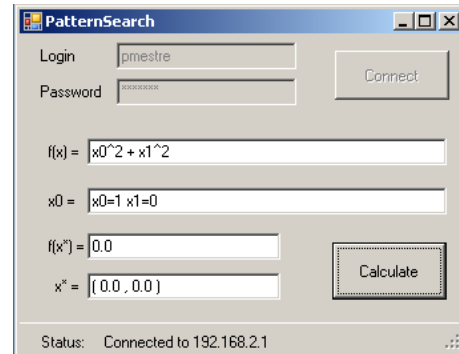 PatternSearch
Login pmestre
Connect
Password *******
f(x) = x0^2 + x1^2
x0 = x0=1 x1=0
f(x*) = 0.0
x* = ( 0.0 , 0.0 )
Calculate
Status: Connected to 192.168.2.1